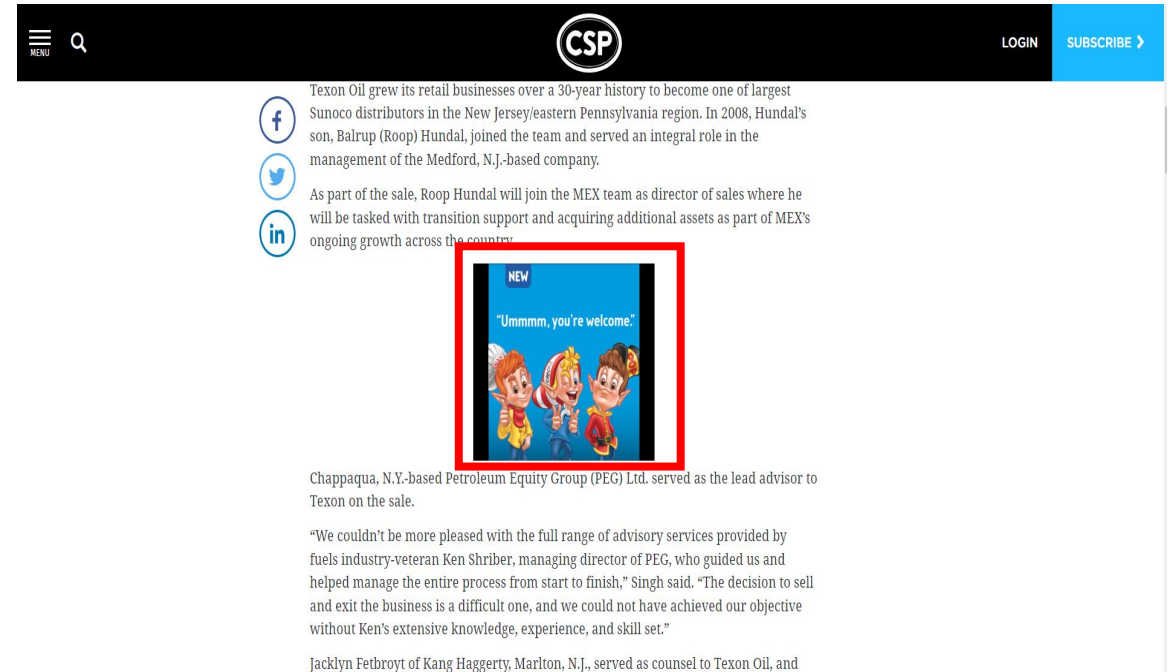 MENU
CSP
LOGIN
SUBSCRIBE
Texon Oil grew its retail businesses over a 30-year history to become one of largest
Sunoco distributors in the New Jersey/eastern Pennsylvania region. In 2008, Hundal’s
son, Balrup (Roop) Hundal, joined the team and served an integral role in the
management of the Medford, N.J.-based company.
As part of the sale, Roop Hundal will join the MEX team as director of sales where he
will be tasked with transition support and acquiring additional assets as part of MEX’s
ongoing growth across the country.
NEW
"Ummmm, you're welcome."
Chappaqua, N.Y.-based Petroleum Equity Group (PEG) Ltd. served as the lead advisor to
Texon on the sale.
“We couldn’t be more pleased with the full range of advisory services provided by
fuels industry-veteran Ken Shriber, managing director of PEG, who guided us and
helped manage the entire process from start to finish,” Singh said. “The decision to sell
and exit the business is a difficult one, and we could not have achieved our objective
without Ken’s extensive knowledge, experience, and skill set.”
Jacklyn Fetbroyt of Kang Haggerty, Marlton, N.J., served as counsel to Texon Oil, and